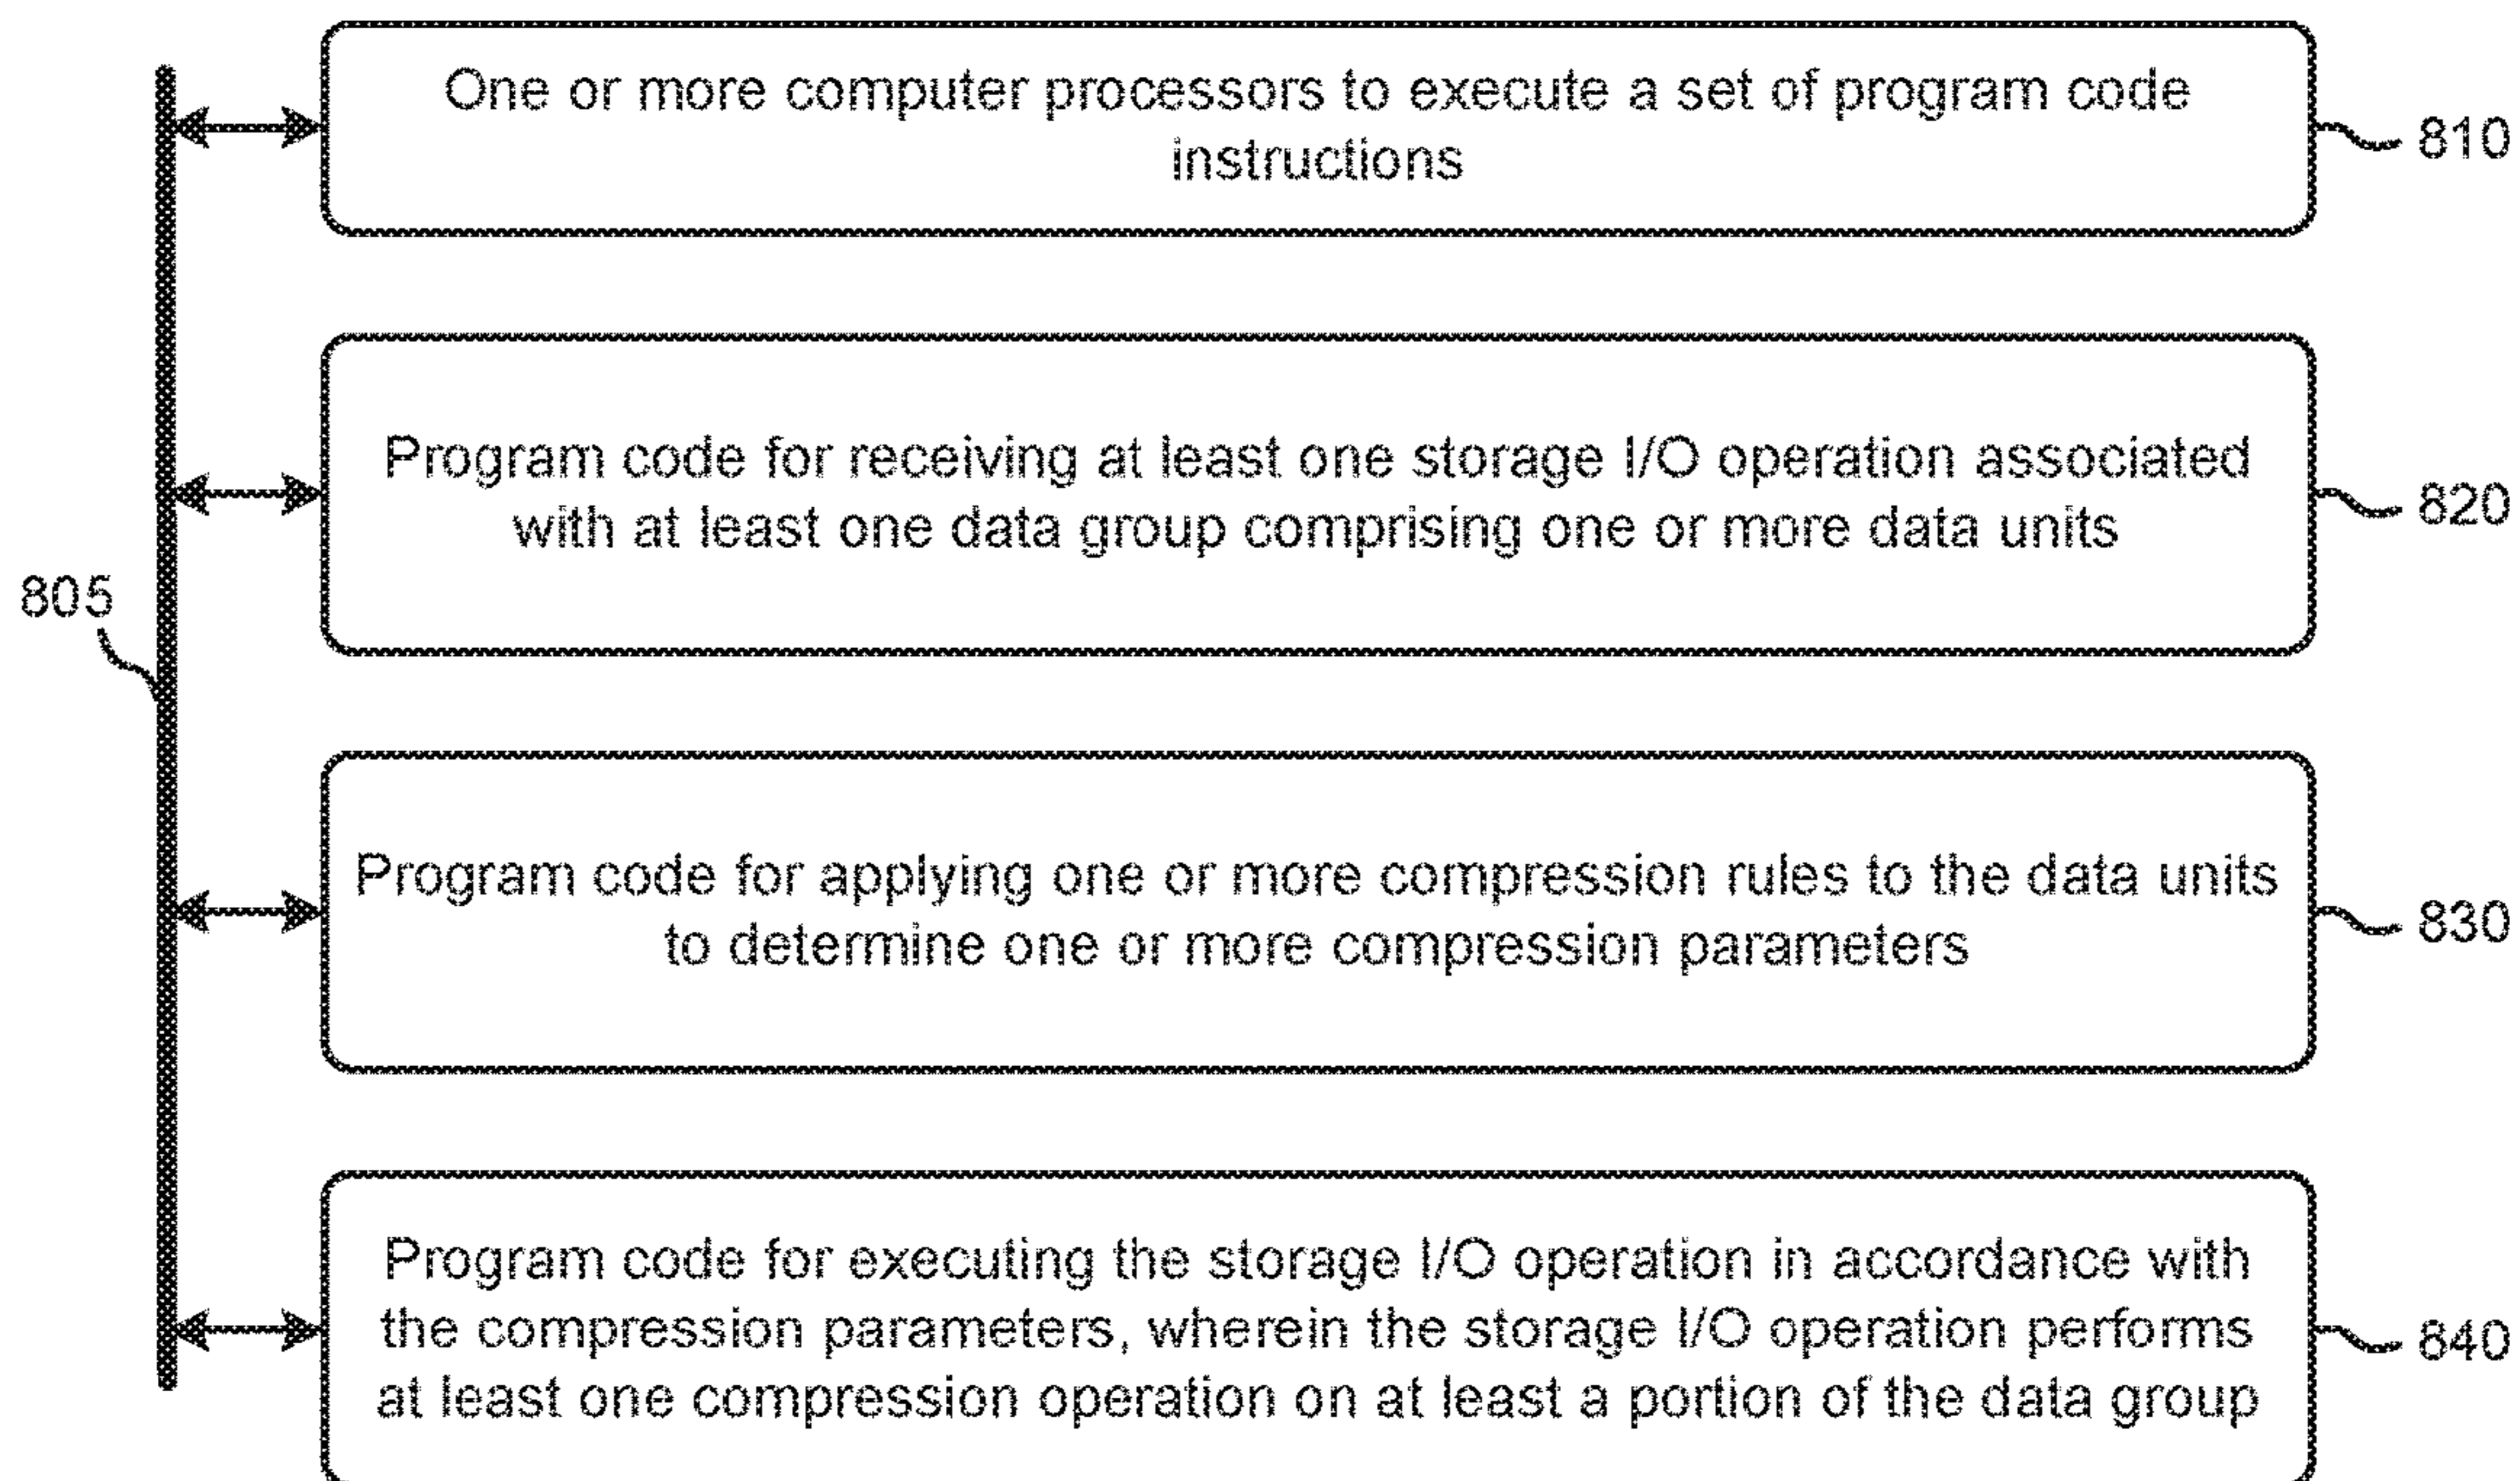 One or more computer processors to execute a set of program code
instructions
810
Program code for receiving at least one storage I/O operation associated
with at least one data group comprising one or more data units
820
805
Program code for applying one or more compression rules to the data units
to determine one or more compression parameters
830
Program code for executing the storage I/O operation in accordance with
the compression parameters, wherein the storage I/O operation performs
at least one compression operation on at least a portion of the data group
840